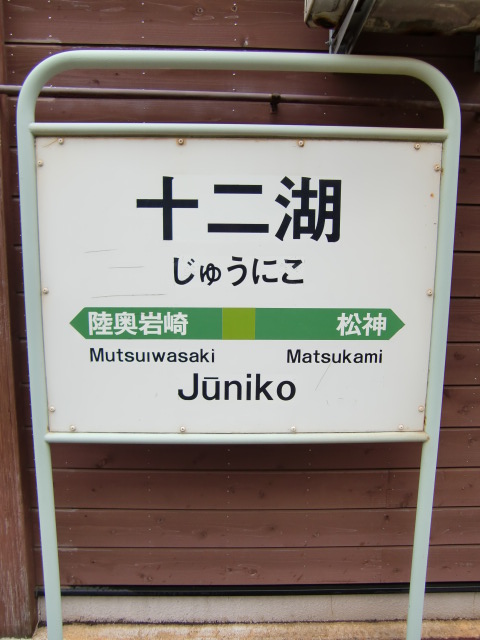 十二湖
じゅうにこ
陸奥岩崎 松神
Mutsuiwasaki Matsukami
Jūniko